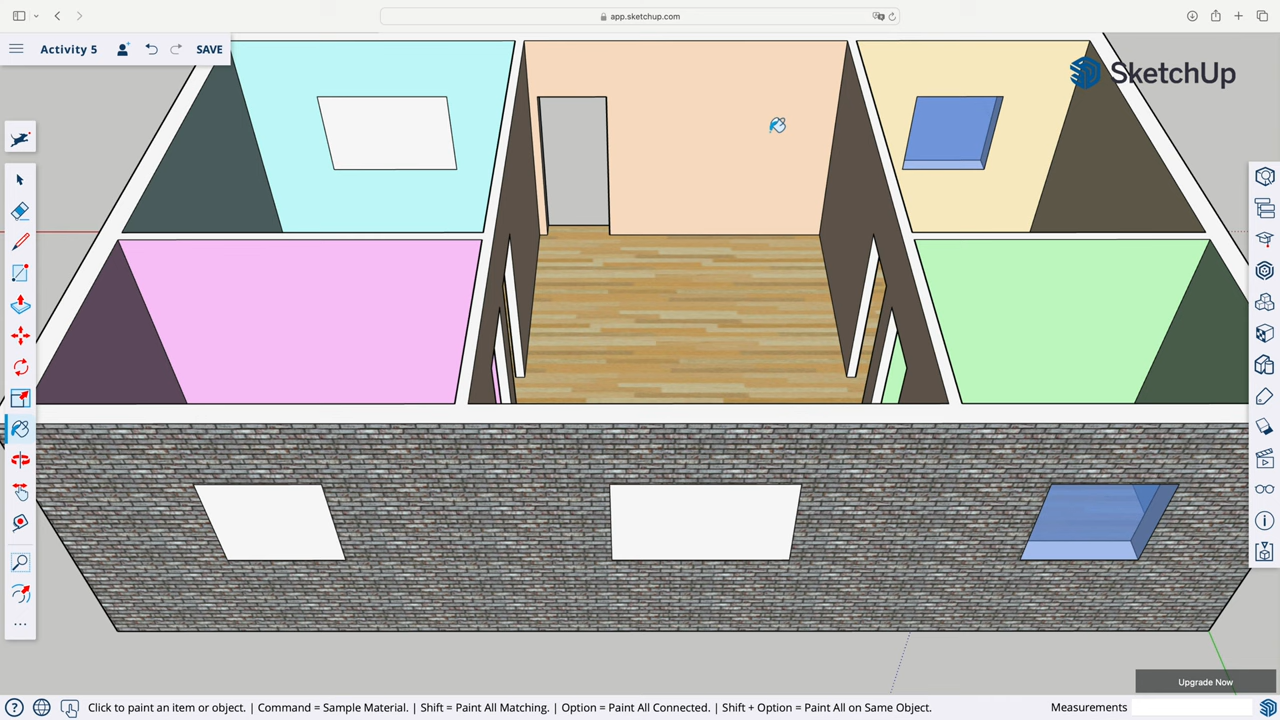 app.sketchup.com
Activity 5
SAVE
SketchUp
Upgrade Now
Click to paint an item or object. | Command = Sample Material. | Shift = Paint All Matching. | Option = Paint All Connected. | Shift + Option = Paint All on Same Object.
Measurements